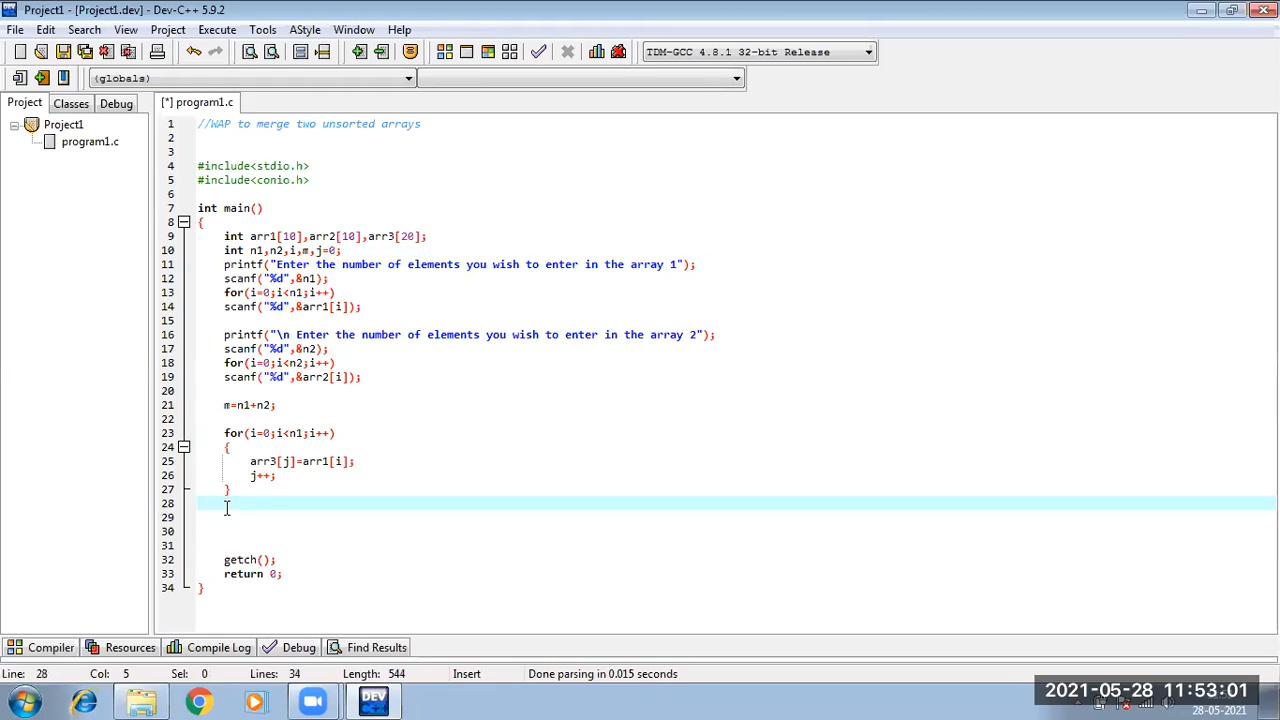 Project1 - [Project1.dev] - Dev-C++ 5.9.2
File Edit Search View Project Execute Tools AStyle Window Help
TDM-GCC 4.8.1 32-bit Release
(globals)
Project Classes Debug
[*] program1.c
Project1
program1.c
1 //WAP to merge two unsorted arrays
2
3
4 #include<stdio.h>
5 #include<conio.h>
6
7 int main()
8 {
9 int arr1[10],arr2[10],arr3[20];
10 int n1,n2,i,m,j=0;
11 printf("Enter the number of elements you wish to enter in the array 1");
12 scanf("%d",&n1);
13 for(i=0;i<n1;i++)
14 scanf("%d",&arr1[i]);
15
16 printf("\n Enter the number of elements you wish to enter in the array 2");
17 scanf("%d",&n2);
18 for(i=0;i<n2;i++)
19 scanf("%d",&arr2[i]);
20
21 m=n1+n2;
22
23 for(i=0;i<n1;i++)
24 {
25 arr3[j]=arr1[i];
26 j++;
27 }
28
29
30
31
32 getch();
33 return 0;
34 }
Compiler Resources Compile Log Debug Find Results
Line: 28 Col: 5 Sel: 0 Lines: 34 Length: 544 Insert Done parsing in 0.015 seconds
DEV
2021-05-28 11:53:01
28-05-2021